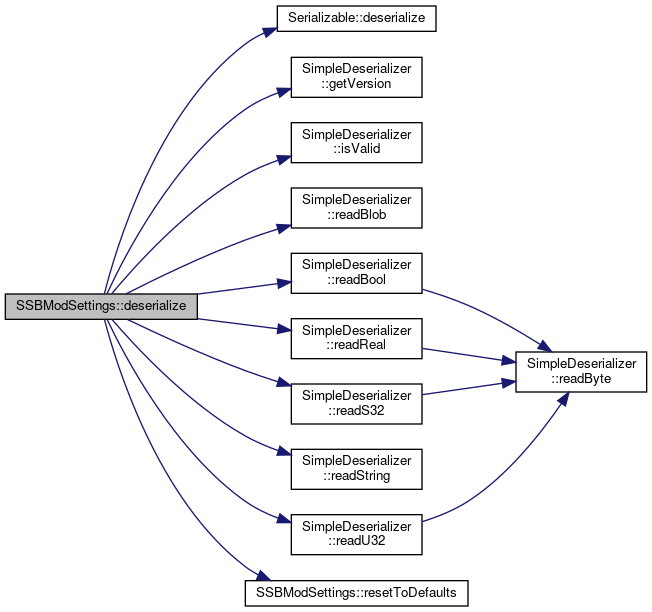 Serializable::deserialize
SimpleDeserializer
::getVersion
SimpleDeserializer
::isValid
SimpleDeserializer
::readBlob
SimpleDeserializer
::readBool
SSBModSettings::deserialize
SimpleDeserializer
::readReal
SimpleDeserializer
::readByte
SimpleDeserializer
::readS32
SimpleDeserializer
::readString
SimpleDeserializer
::readU32
SSBModSettings::resetToDefaults